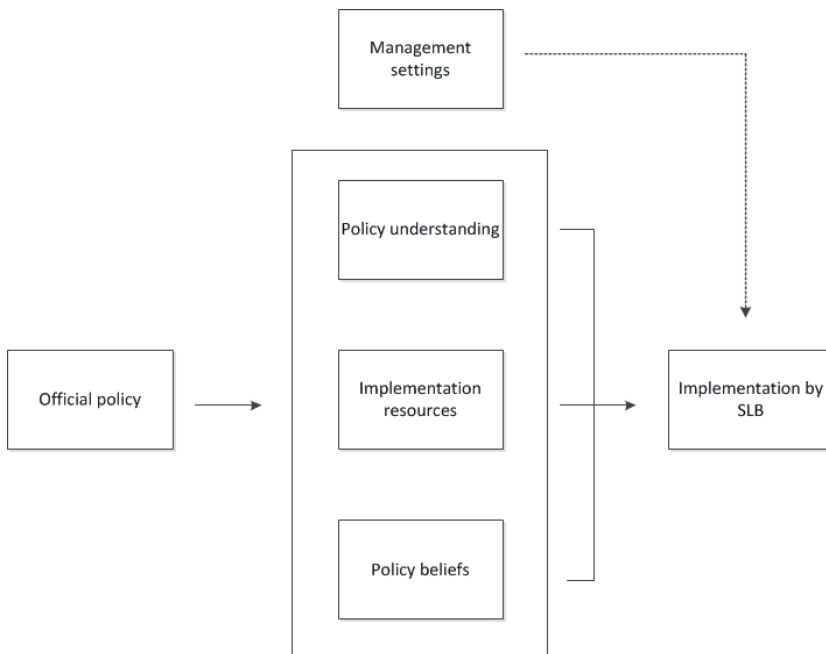 Management
settings
Policy understanding
Official policy
Implementation
resources
Implementation by
SLB
Policy beliefs